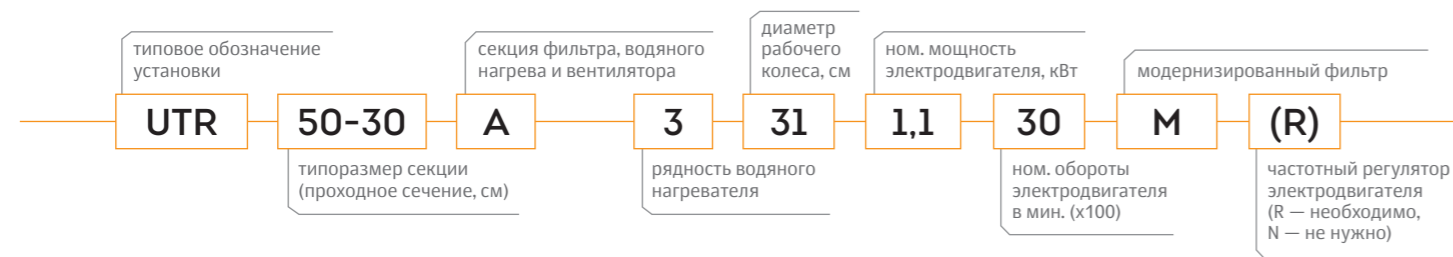 типовое обозначение
установки
секция фильтра, водяного
нагрева и вентилятора
диаметр
рабочего
колеса, см
ном. мощность
электродвигателя, кВт
модернизированный фильтр
UTR
50-30
A
3
31
1,1
30
M
(R)
типоразмер секции
(проходное сечение, см)
рядность водяного
нагревателя
ном. обороты
электродвигателя
в мин. (x100)
частотный регулятор
электродвигателя
(R — необходимо,
N — не нужно)